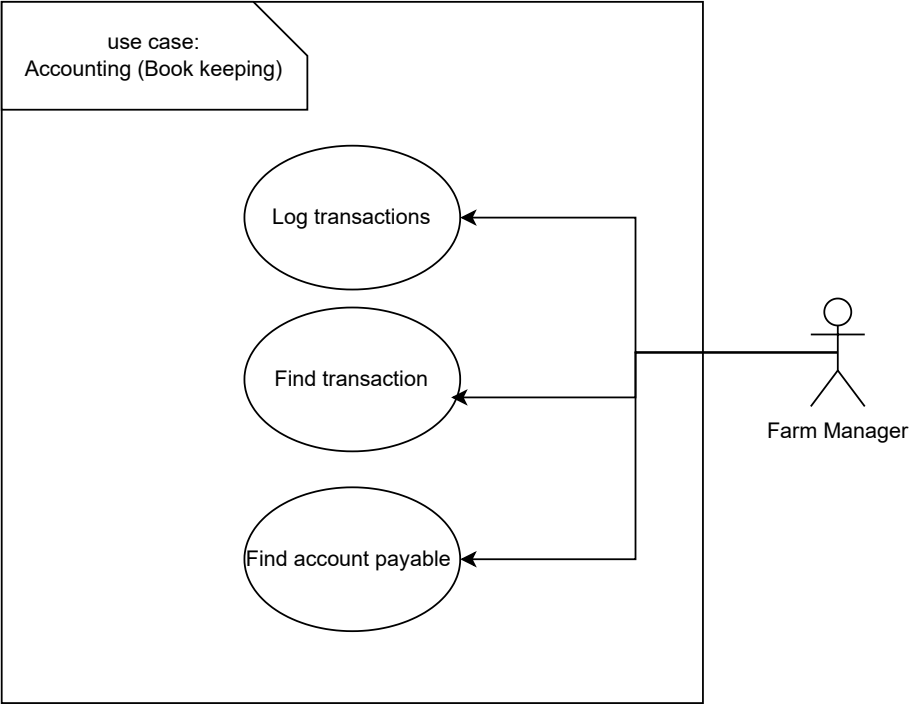 use case:
Accounting (Book keeping)
Log transactions
Find transaction
Farm Manager
Find account payable